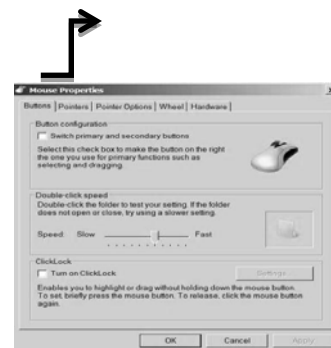 Mouse Properties
Buttons Pointers Pointer Options Wheel Hardware
Button configuration
Switch primary and secondary buttons
Select this check box to make the button on the right
the one you use for primary functions such as
selecting and dragging.
Double-click speed
Double-click the folder to test your setting. If the folder
does not open or close, try using a slower setting.
Speed: Slow Fast
ClickLock
Turn on ClickLock
Settings...
Enables you to highlight or drag without holding down the mouse button.
To set, briefly press the mouse button. To release, click the mouse button
again.
OK Cancel Apply